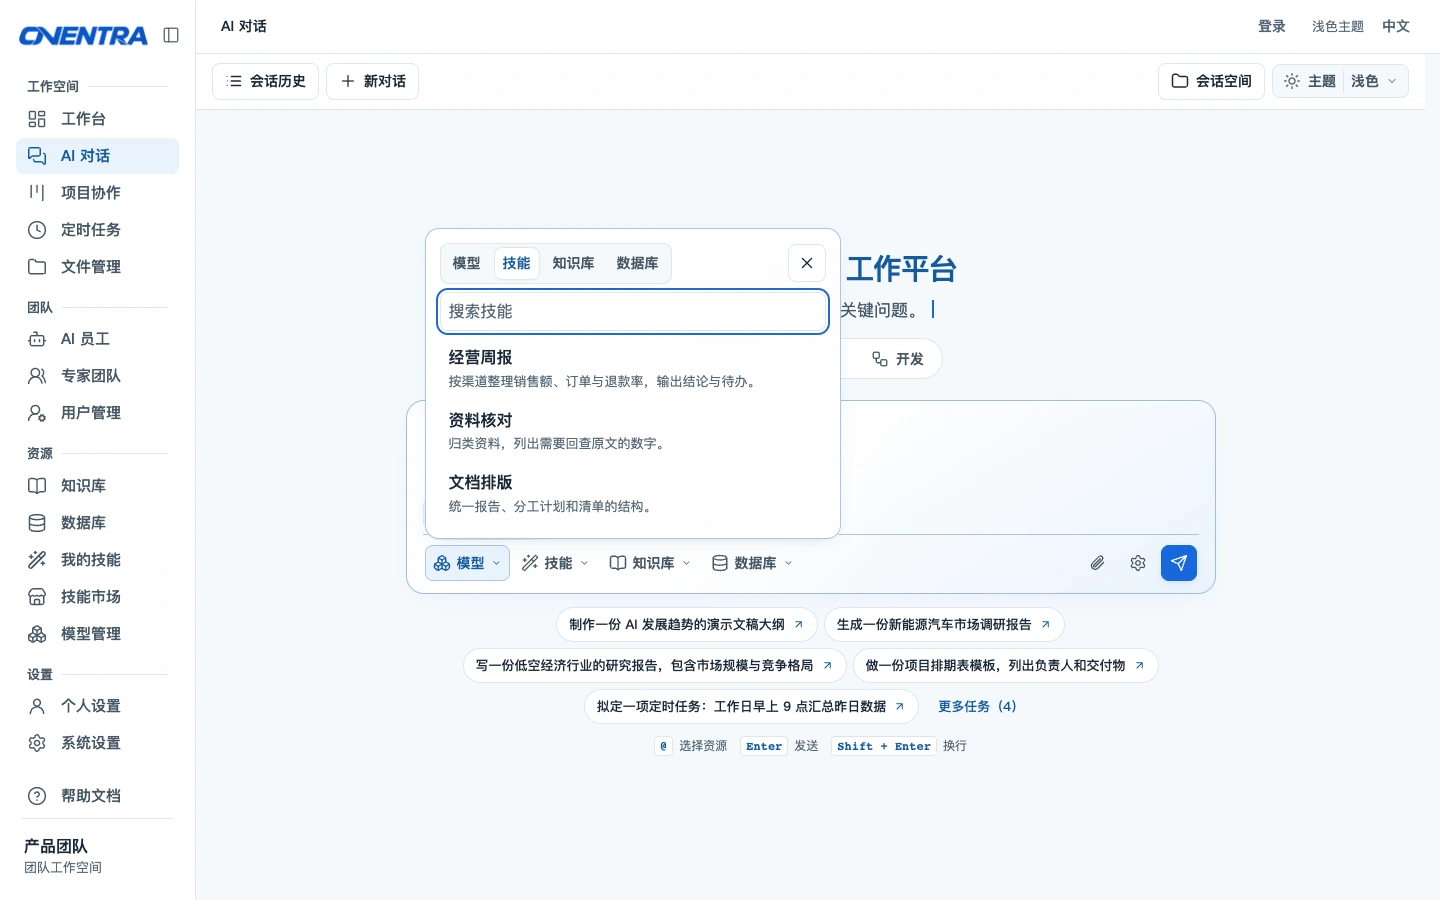 ONENTRA
工作空间
工作台
AI 对话
项目协作
定时任务
文件管理
团队
AI 员工
专家团队
用户管理
资源
知识库
数据库
我的技能
技能市场
模型管理
设置
个人设置
系统设置
帮助文档
产品团队
团队工作空间
AI 对话
登录
浅色主题
中文
会话历史
新对话
会话空间
主题
浅色
工作平台
关键问题。
开发
模型
技能
知识库
数据库
搜索技能
经营周报
按渠道整理销售额、订单与退款率，输出结论与待办。
资料核对
归类资料，列出需要回查原文的数字。
文档排版
统一报告、分工计划和清单的结构。
模型
技能
知识库
数据库
制作一份 AI 发展趋势的演示文稿大纲
生成一份新能源汽车市场调研报告
写一份低空经济行业的研究报告，包含市场规模与竞争格局
做一份项目排期表模板，列出负责人和交付物
拟定一项定时任务：工作日早上 9 点汇总昨日数据
更多任务（4）
@ 选择资源 Enter 发送 Shift + Enter 换行